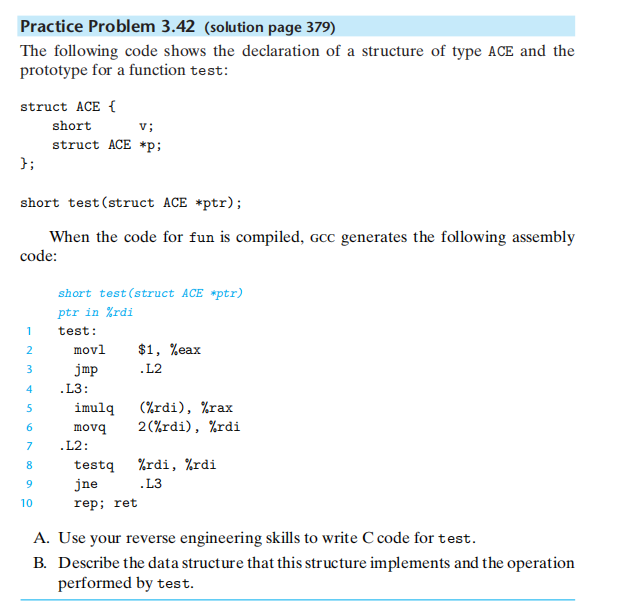 Practice Problem 3.42 (solution page 379)
The following code shows the declaration of a structure of type ACE and the
prototype for a function test:
struct ACE {
short v;
struct ACE *p;
};
short test(struct ACE *ptr);
When the code for fun is compiled, GCC generates the following assembly
code:
short test(struct ACE *ptr)
ptr in %rdi
1 test:
2 movl $1, %eax
3 jmp .L2
4 .L3:
5 imulq (%rdi), %rax
6 movq 2(%rdi), %rdi
7 .L2:
8 testq %rdi, %rdi
9 jne .L3
10 rep; ret
A. Use your reverse engineering skills to write C code for test.
B. Describe the data structure that this structure implements and the operation
performed by test.